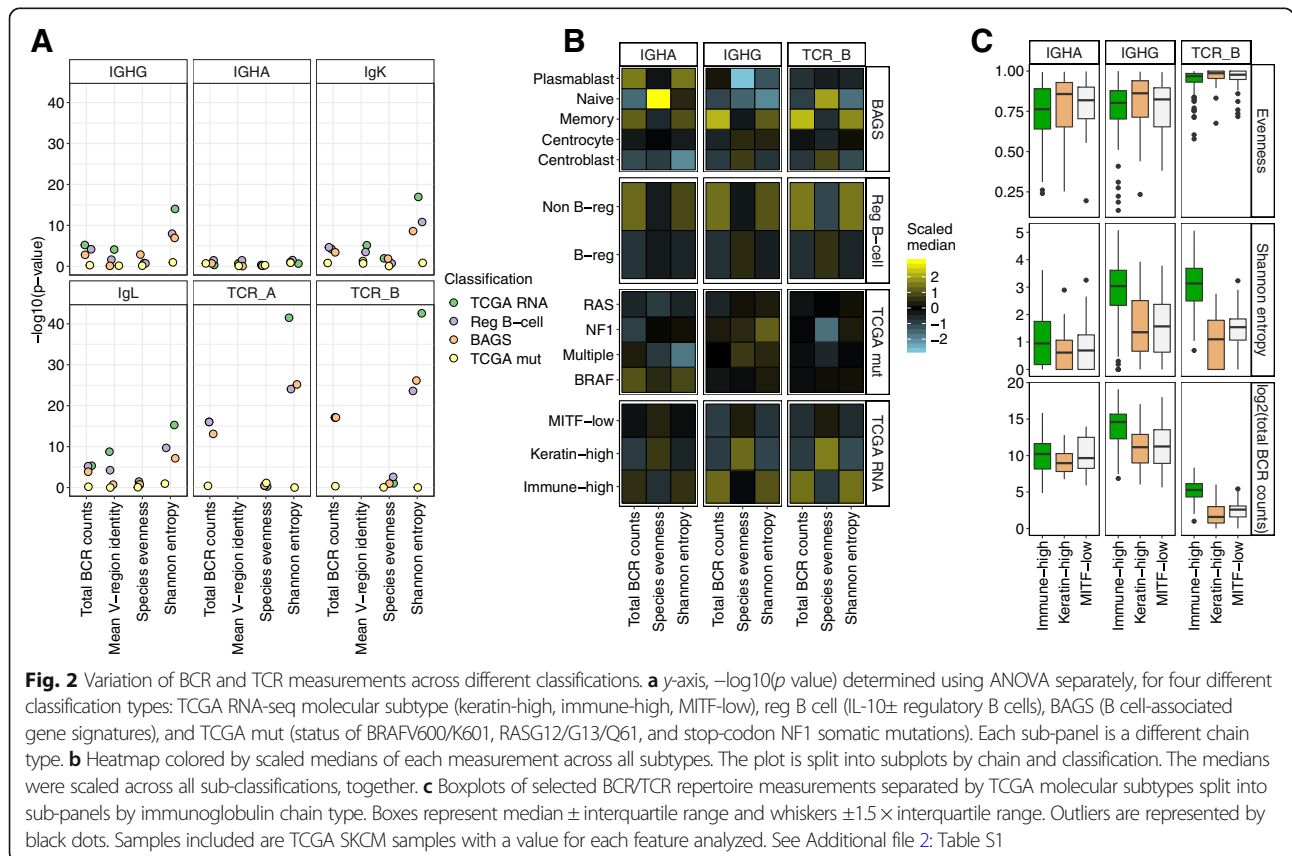 A
IGHG
IGHA
IgK
40
30
20
10
0
IgL
TCR_A
TCR_B
40
30
20
10
0
−log10(p−value)
Total BCR counts
Mean V−region identity
Species evenness
Shannon entropy
Total BCR counts
Mean V−region identity
Species evenness
Shannon entropy
Total BCR counts
Mean V−region identity
Species evenness
Shannon entropy
Classification
TCGA RNA
Reg B−cell
BAGS
TCGA mut
B
IGHA
IGHG
TCR_B
Plasmablast
Naive
Memory
Centrocyte
Centroblast
BAGS
Non B−reg
B−reg
Reg B−cell
RAS
NF1
Multiple
BRAF
TCGA mut
MITF−low
Keratin−high
Immune−high
TCGA RNA
Total BCR counts
Species evenness
Shannon entropy
Total BCR counts
Species evenness
Shannon entropy
Total BCR counts
Species evenness
Shannon entropy
Scaled
median
2
1
0
−1
−2
C
IGHA
IGHG
TCR_B
1.00
0.75
0.50
0.25
Evenness
5
4
3
2
1
0
Shannon entropy
20
15
10
5
0
log2(total BCR counts)
Immune−high
Keratin−high
MITF−low
Immune−high
Keratin−high
MITF−low
Immune−high
Keratin−high
MITF−low
Fig. 2 Variation of BCR and TCR measurements across different classifications. a y-axis, −log10(p value) determined using ANOVA separately, for four different
classification types: TCGA RNA-seq molecular subtype (keratin-high, immune-high, MITF-low), reg B cell (IL-10± regulatory B cells), BAGS (B cell-associated
gene signatures), and TCGA mut (status of BRAFV600/K601, RASG12/G13/Q61, and stop-codon NF1 somatic mutations). Each sub-panel is a different chain
type. b Heatmap colored by scaled medians of each measurement across all subtypes. The plot is split into subplots by chain and classification. The medians
were scaled across all sub-classifications, together. c Boxplots of selected BCR/TCR repertoire measurements separated by TCGA molecular subtypes split into
sub-panels by immunoglobulin chain type. Boxes represent median ± interquartile range and whiskers ±1.5 × interquartile range. Outliers are represented by
black dots. Samples included are TCGA SKCM samples with a value for each feature analyzed. See Additional file 2: Table S1